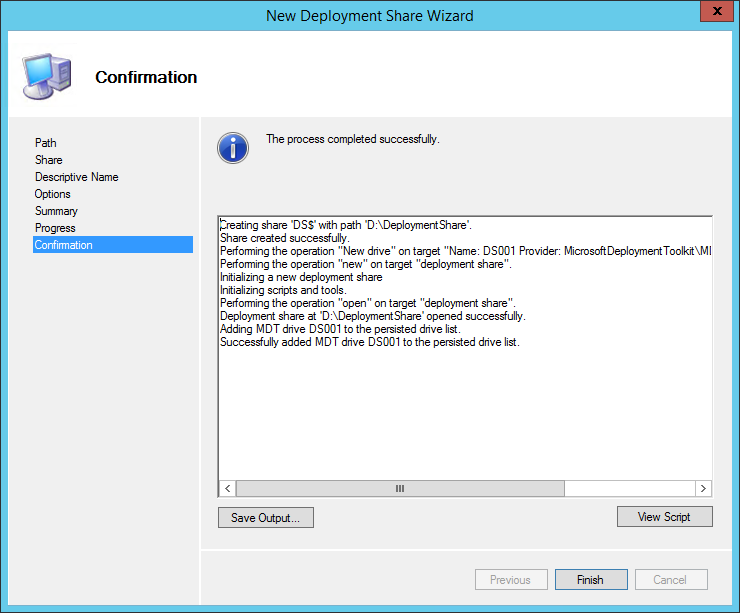 New Deployment Share Wizard
x
Confirmation
Path
Share
Descriptive Name
Options
Summary
Progress
Confirmation
The process completed successfully.
Creating share 'DS$' with path 'D:\DeploymentShare'.
Share created successfully.
Performing the operation "New drive" on target "Name: DS001 Provider: MicrosoftDeploymentToolkit\MI
Performing the operation "new" on target "deployment share".
Initializing a new deployment share
Initializing scripts and tools.
Performing the operation "open" on target "deployment share".
Deployment share at 'D:\DeploymentShare' opened successfully.
Adding MDT drive DS001 to the persisted drive list.
Successfully added MDT drive DS001 to the persisted drive list.
Save Output...
View Script
Previous
Finish
Cancel